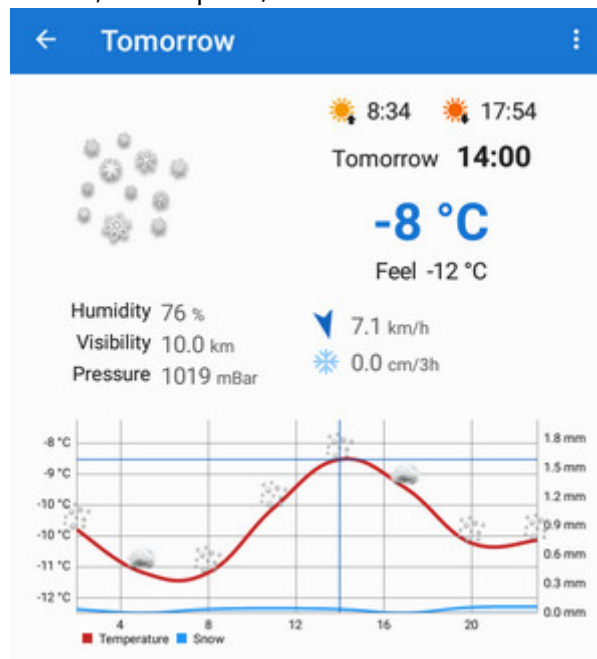 Tomorrow
8:34 17:54
Tomorrow 14:00
-8 °C
Feel -12 °C
Humidity 76 %
7.1 km/h
Visibility 10.0 km
0.0 cm/3h
Pressure 1019 mBar
-8 °C
-9 °C
-10 °C
-10 °C
-11 °C
-12 °C
1.8 mm
1.5 mm
1.2 mm
0.9 mm
0.6 mm
0.3 mm
0.0 mm
4 8 12 16 20
Temperature Snow